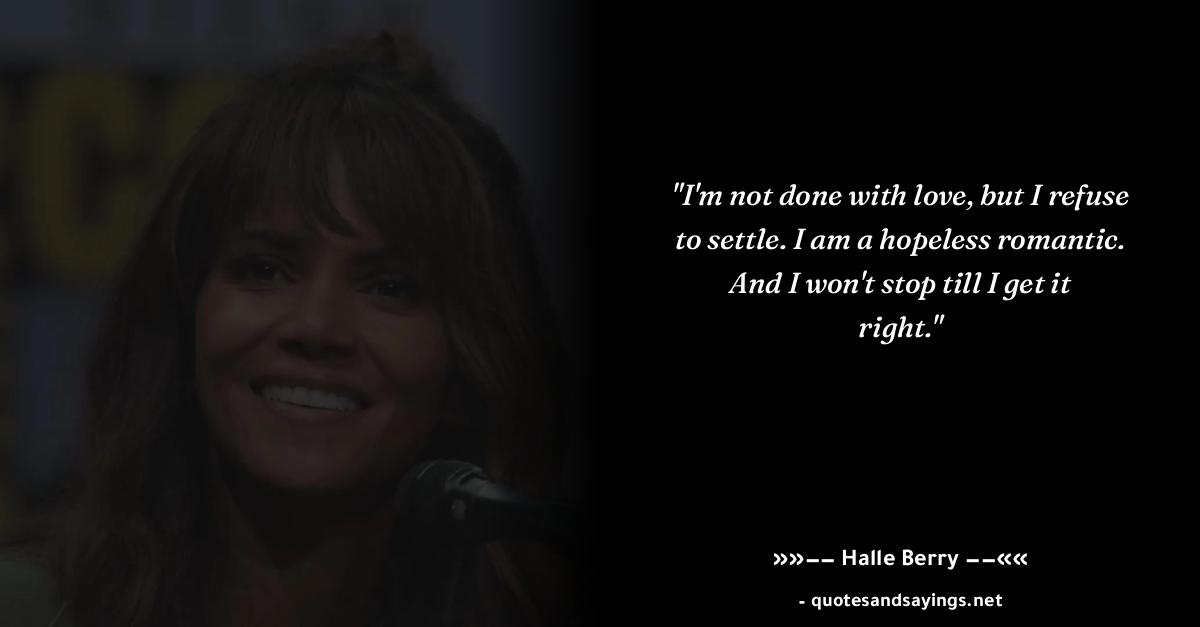 "I'm not done with love, but I refuse
to settle. I am a hopeless romantic.
And I won't stop till I get it
right."
»»−− Halle Berry −−««
- quotesandsayings.net